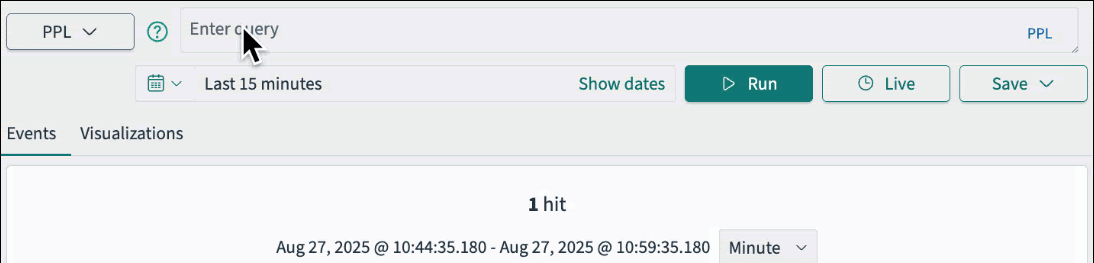 PPL
Enter query
PPL
Last 15 minutes
Show dates
Run
Live
Save
Events
Visualizations
1 hit
Aug 27, 2025 @ 10:44:35.180 - Aug 27, 2025 @ 10:59:35.180
Minute